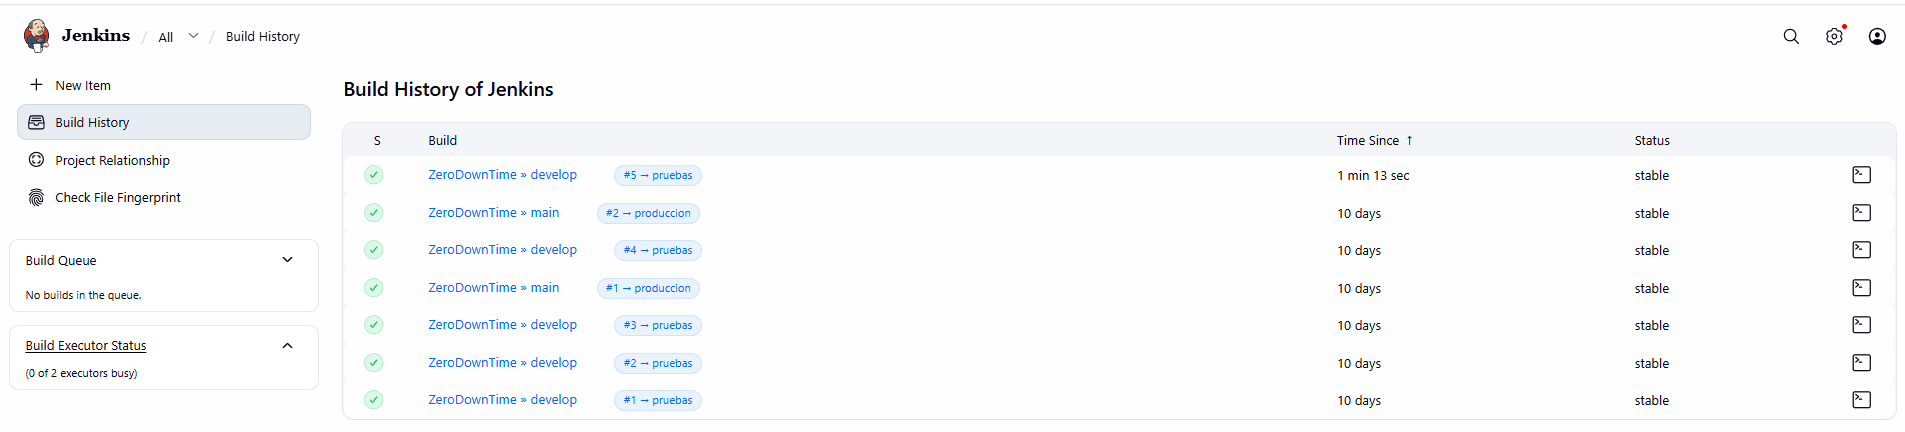 Jenkins / All / Build History
New Item
Build History
Project Relationship
Check File Fingerprint
Build Queue
No builds in the queue.
Build Executor Status
(0 of 2 executors busy)
Build History of Jenkins
S Build Time Since ↑ Status
ZeroDownTime » develop #5 → pruebas 1 min 13 sec stable
ZeroDownTime » main #2 → produccion 10 days stable
ZeroDownTime » develop #4 → pruebas 10 days stable
ZeroDownTime » main #1 → produccion 10 days stable
ZeroDownTime » develop #3 → pruebas 10 days stable
ZeroDownTime » develop #2 → pruebas 10 days stable
ZeroDownTime » develop #1 → pruebas 10 days stable